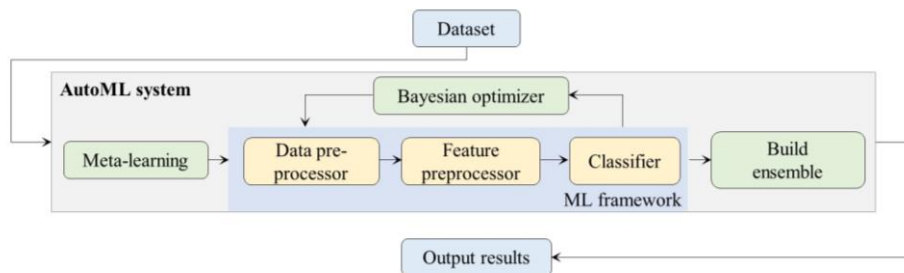 Dataset
AutoML system
Bayesian optimizer
Meta-learning
Data pre-
processor
Feature
preprocessor
Classifier
Build
ensemble
ML framework
Output results